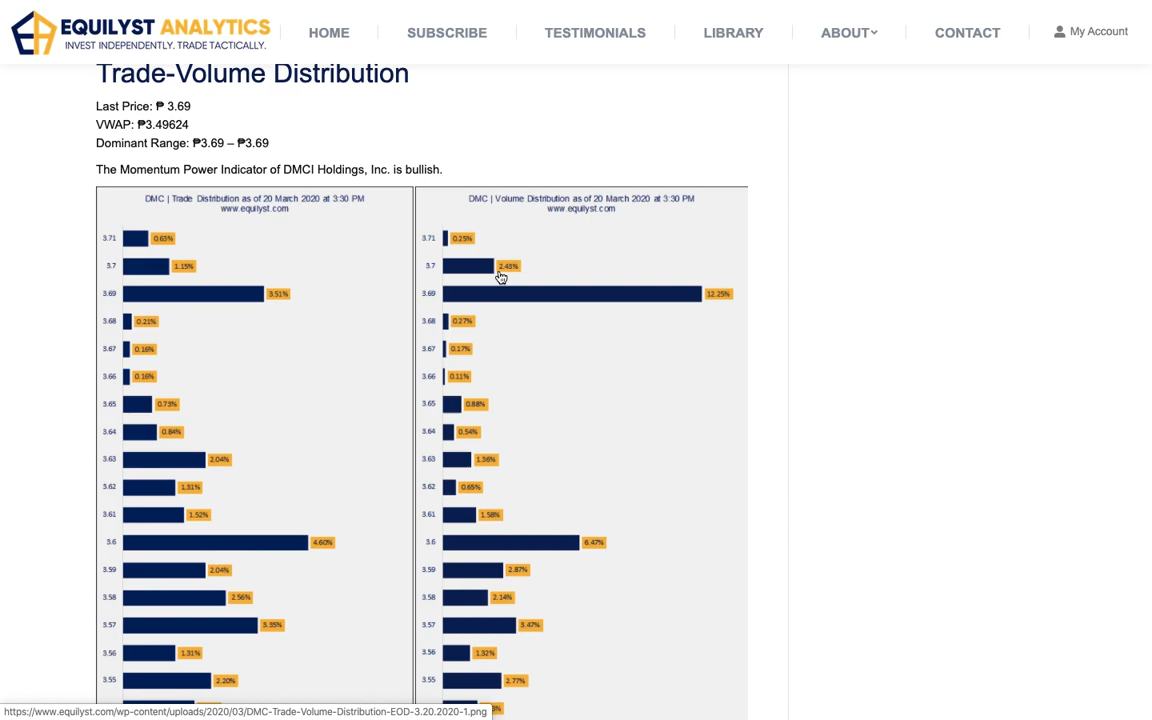 EQUILYST ANALYTICS
INVEST INDEPENDENTLY. TRADE TACTICALLY.
HOME
SUBSCRIBE
TESTIMONIALS
LIBRARY
ABOUT
CONTACT
My Account
Trade-Volume Distribution
Last Price: ₱ 3.69
VWAP: ₱3.49624
Dominant Range: ₱3.69 – ₱3.69
The Momentum Power Indicator of DMCI Holdings, Inc. is bullish.
DMC | Trade Distribution as of 20 March 2020 at 3:30 PM
www.equilyst.com
3.71 0.63%
3.7 1.15%
3.69 3.51%
3.68 0.21%
3.67 0.16%
3.66 0.16%
3.65 0.73%
3.64 0.84%
3.63 2.04%
3.62 1.31%
3.61 1.52%
3.6 4.60%
3.59 2.04%
3.58 2.56%
3.57 3.35%
3.56 1.31%
3.55 2.20%
DMC | Volume Distribution as of 20 March 2020 at 3:30 PM
www.equilyst.com
3.71 0.25%
3.7 2.43%
3.69 12.25%
3.68 0.27%
3.67 0.17%
3.66 0.11%
3.65 0.88%
3.64 0.54%
3.63 1.36%
3.62 0.65%
3.61 1.58%
3.6 6.47%
3.59 2.87%
3.58 2.14%
3.57 3.47%
3.56 1.32%
3.55 2.77%
https://www.equilyst.com/wp-content/uploads/2020/03/DMC-Trade-Volume-Distribution-EOD-3.20.2020-1.png